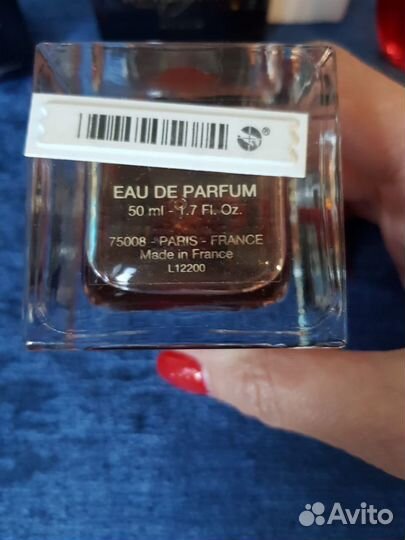 EAU DE PARFUM
50 ml - 1.7 Fl. Oz.
75008 - PARIS - FRANCE
Made in France
L12200
Avito